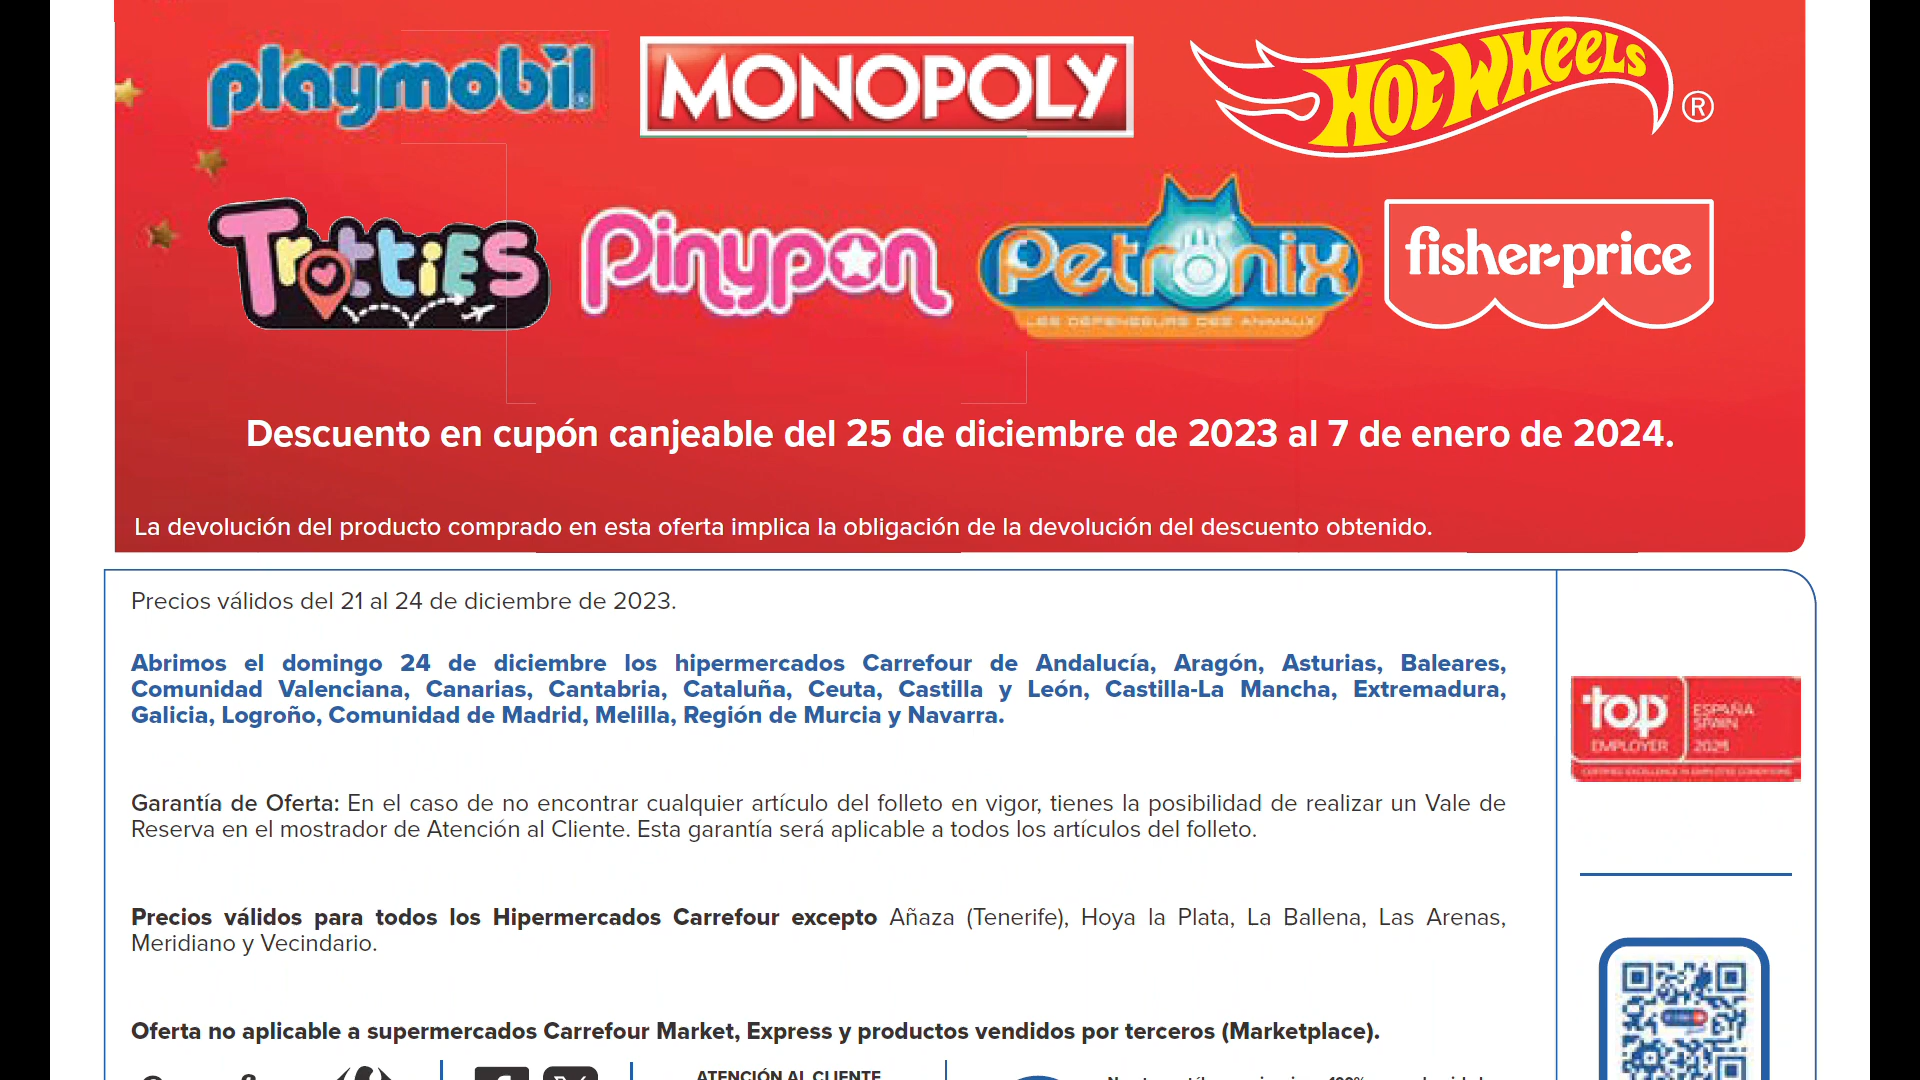 playmobil
MONOPOLY
HOT WHEELS ®
TrottiES
Pinypon
Petronix
LES DÉFENSEURS DES ANIMAUX
fisher-price
Descuento en cupón canjeable del 25 de diciembre de 2023 al 7 de enero de 2024.
La devolución del producto comprado en esta oferta implica la obligación de la devolución del descuento obtenido.
Precios válidos del 21 al 24 de diciembre de 2023.
Abrimos el domingo 24 de diciembre los hipermercados Carrefour de Andalucía, Aragón, Asturias, Baleares,
Comunidad Valenciana, Canarias, Cantabria, Cataluña, Ceuta, Castilla y León, Castilla-La Mancha, Extremadura,
Galicia, Logroño, Comunidad de Madrid, Melilla, Región de Murcia y Navarra.
Garantía de Oferta: En el caso de no encontrar cualquier artículo del folleto en vigor, tienes la posibilidad de realizar un Vale de
Reserva en el mostrador de Atención al Cliente. Esta garantía será aplicable a todos los artículos del folleto.
Precios válidos para todos los Hipermercados Carrefour excepto Añaza (Tenerife), Hoya la Plata, La Ballena, Las Arenas,
Meridiano y Vecindario.
Oferta no aplicable a supermercados Carrefour Market, Express y productos vendidos por terceros (Marketplace).
top
EMPLOYER
ESPAÑA
SPAIN
2023
ATENCIÓN AL CLIENTE